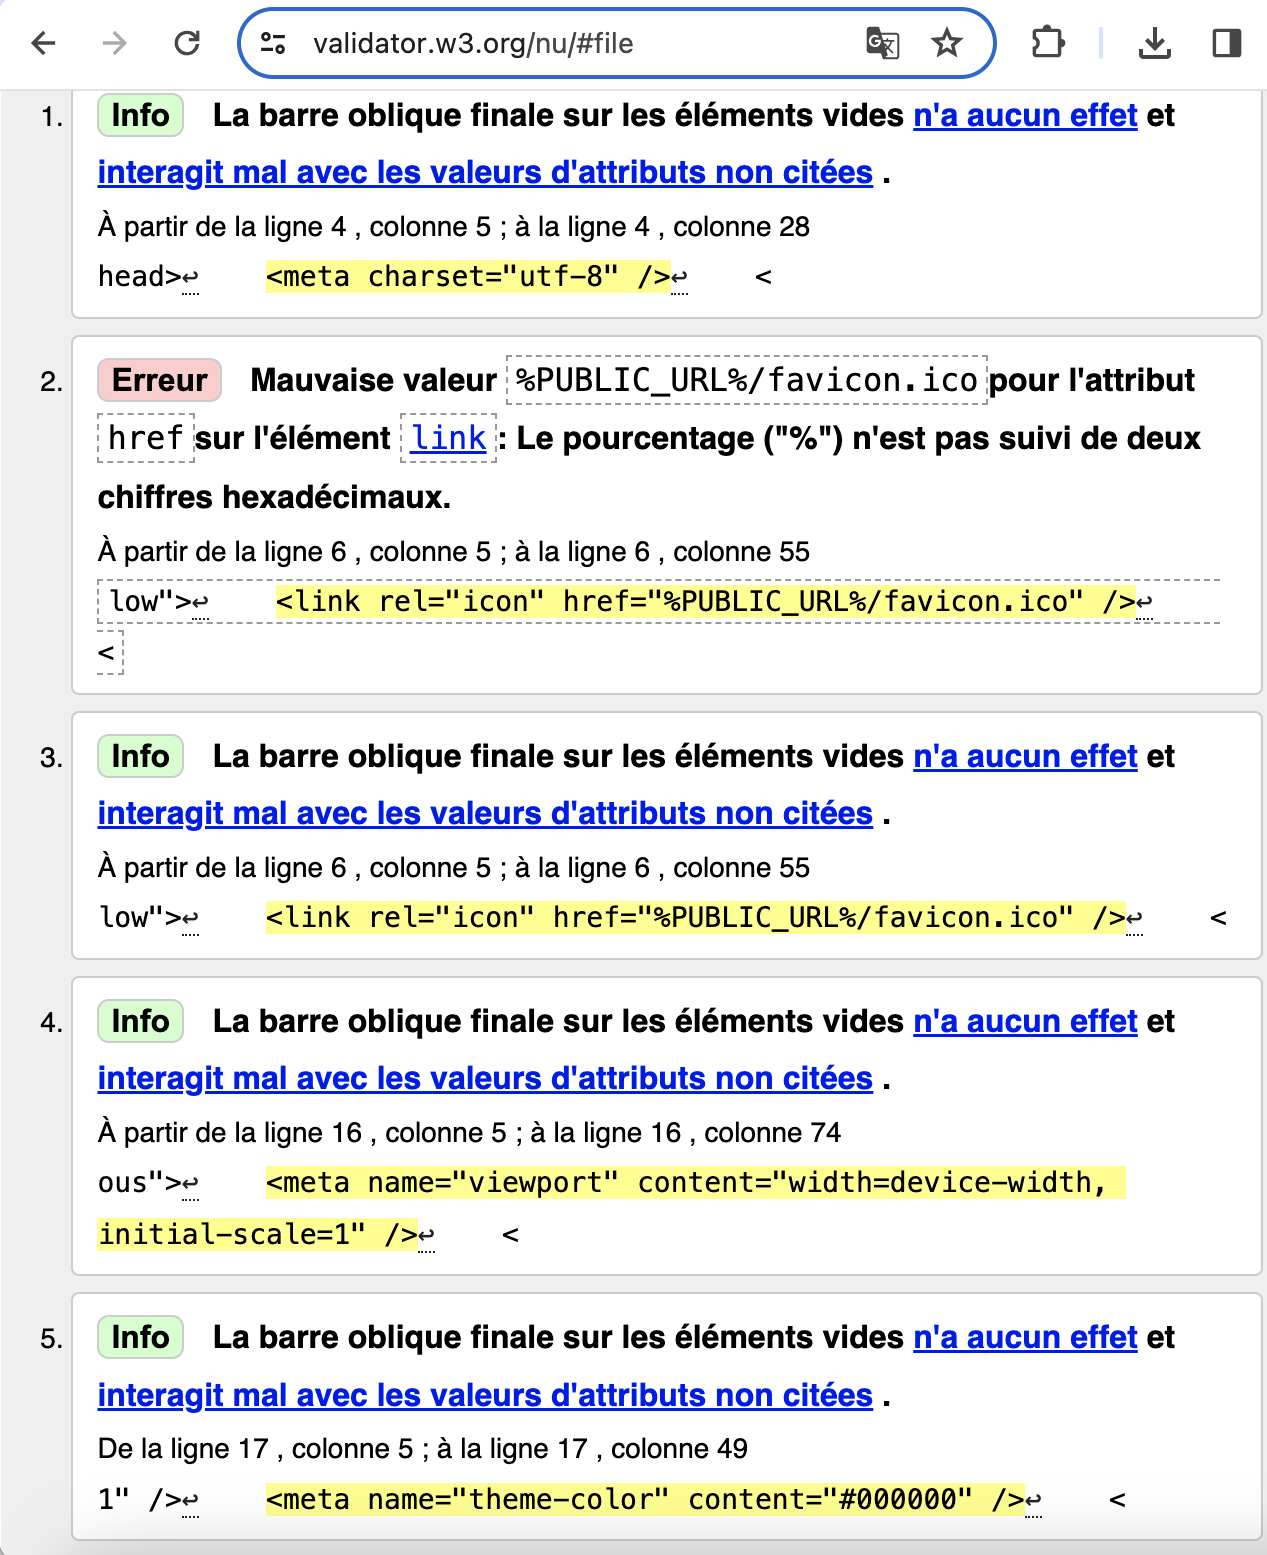 validator.w3.org/nu/#file
1. Info La barre oblique finale sur les éléments vides n'a aucun effet et
interagit mal avec les valeurs d'attributs non citées .
À partir de la ligne 4 , colonne 5 ; à la ligne 4 , colonne 28
head>↩ <meta charset="utf-8" />↩ <
2. Erreur Mauvaise valeur %PUBLIC_URL%/favicon.ico pour l'attribut
href sur l'élément link : Le pourcentage ("%") n'est pas suivi de deux
chiffres hexadécimaux.
À partir de la ligne 6 , colonne 5 ; à la ligne 6 , colonne 55
low">↩ <link rel="icon" href="%PUBLIC_URL%/favicon.ico" />↩
<
3. Info La barre oblique finale sur les éléments vides n'a aucun effet et
interagit mal avec les valeurs d'attributs non citées .
À partir de la ligne 6 , colonne 5 ; à la ligne 6 , colonne 55
low">↩ <link rel="icon" href="%PUBLIC_URL%/favicon.ico" />↩ <
4. Info La barre oblique finale sur les éléments vides n'a aucun effet et
interagit mal avec les valeurs d'attributs non citées .
À partir de la ligne 16 , colonne 5 ; à la ligne 16 , colonne 74
ous">↩ <meta name="viewport" content="width=device-width,
initial-scale=1" />↩ <
5. Info La barre oblique finale sur les éléments vides n'a aucun effet et
interagit mal avec les valeurs d'attributs non citées .
De la ligne 17 , colonne 5 ; à la ligne 17 , colonne 49
1" />↩ <meta name="theme-color" content="#000000" />↩ <